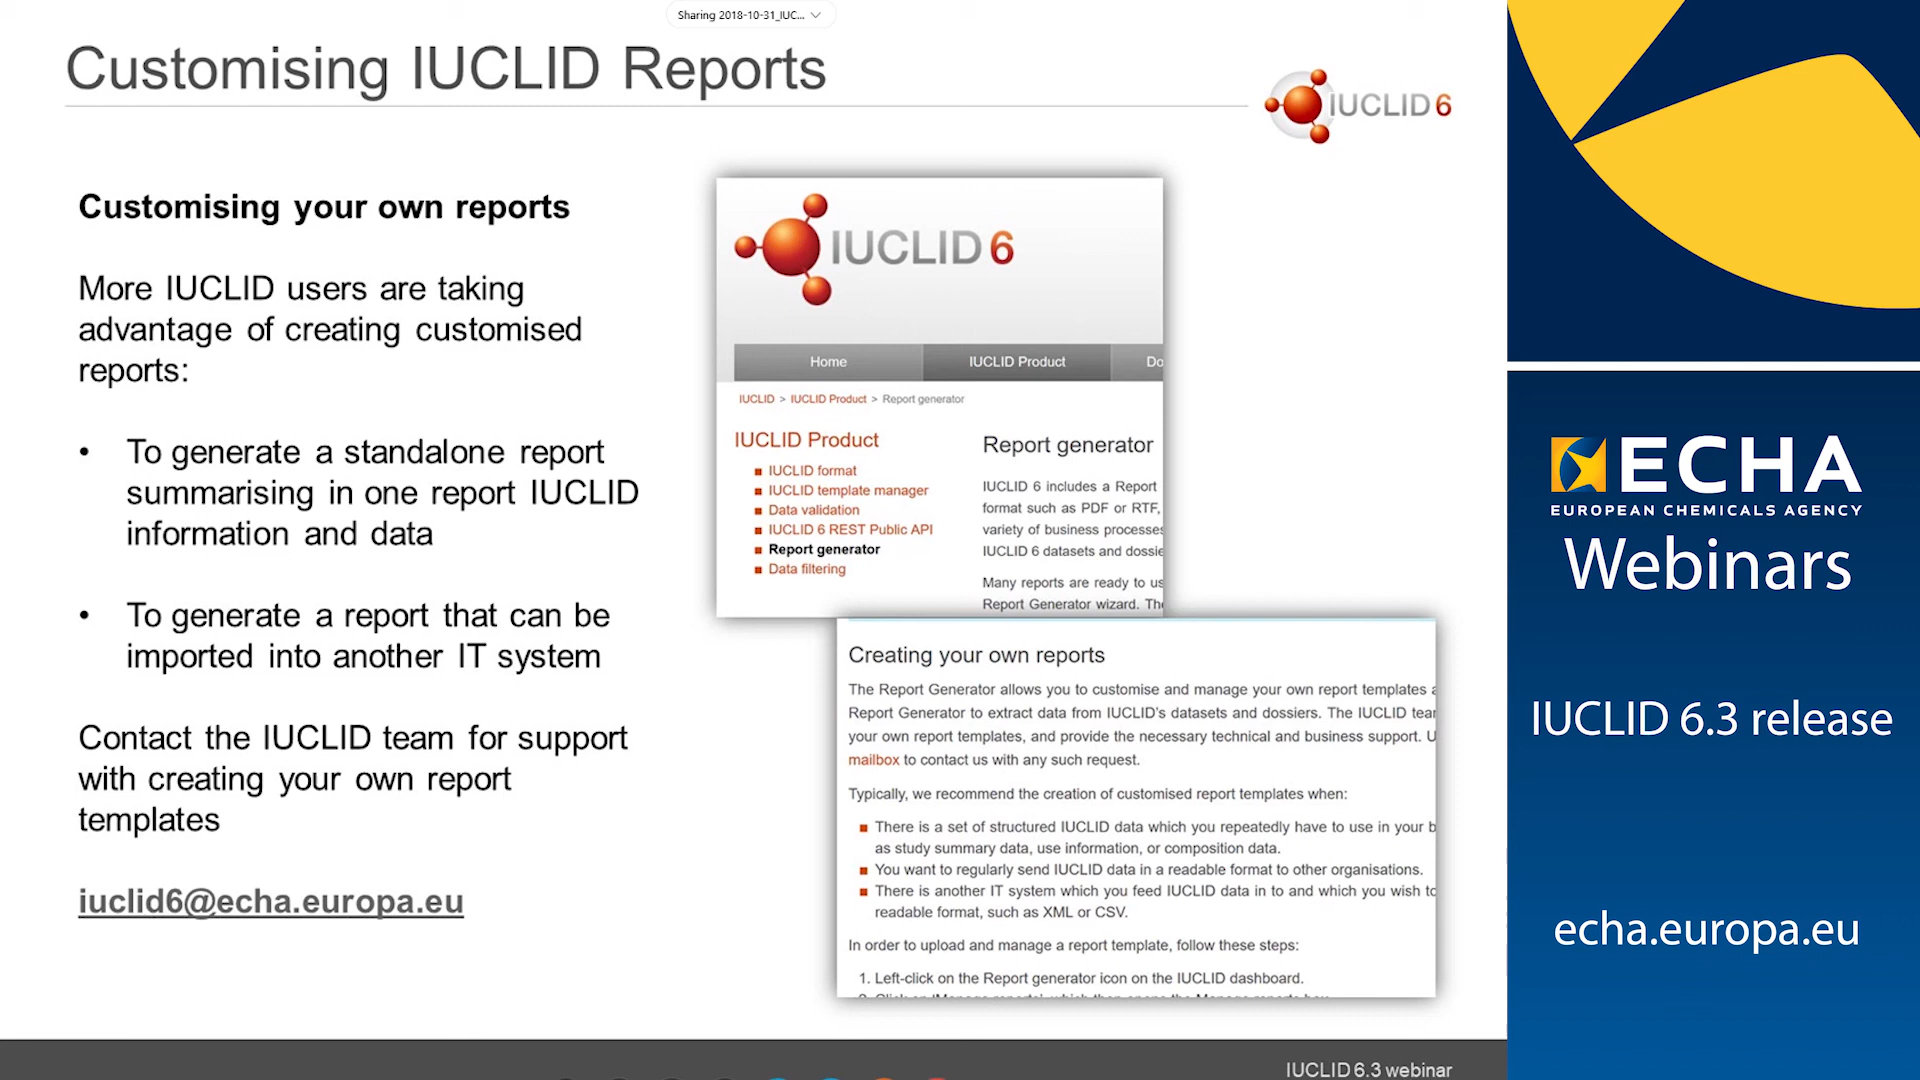 Sharing 2018-10-31_IUC...
Customising IUCLID Reports
IUCLID 6
Customising your own reports
More IUCLID users are taking
advantage of creating customised
reports:
• To generate a standalone report
summarising in one report IUCLID
information and data
• To generate a report that can be
imported into another IT system
Contact the IUCLID team for support
with creating your own report
templates
iuclid6@echa.europa.eu
IUCLID 6
Home
IUCLID Product
Do
IUCLID > IUCLID Product > Report generator
IUCLID Product
IUCLID format
IUCLID template manager
Data validation
IUCLID 6 REST Public API
Report generator
Data filtering
Report generator
IUCLID 6 includes a Report
format such as PDF or RTF,
variety of business processes
IUCLID 6 datasets and dossie
Many reports are ready to us
Report Generator wizard. The
Creating your own reports
The Report Generator allows you to customise and manage your own report templates a
Report Generator to extract data from IUCLID's datasets and dossiers. The IUCLID tear
your own report templates, and provide the necessary technical and business support. U
mailbox to contact us with any such request.
Typically, we recommend the creation of customised report templates when:
There is a set of structured IUCLID data which you repeatedly have to use in your b
as study summary data, use information, or composition data.
You want to regularly send IUCLID data in a readable format to other organisations.
There is another IT system which you feed IUCLID data in to and which you wish to
readable format, such as XML or CSV.
In order to upload and manage a report template, follow these steps:
1. Left-click on the Report generator icon on the IUCLID dashboard.
IUCLID 6.3 webinar
ECHA
EUROPEAN CHEMICALS AGENCY
Webinars
IUCLID 6.3 release
echa.europa.eu